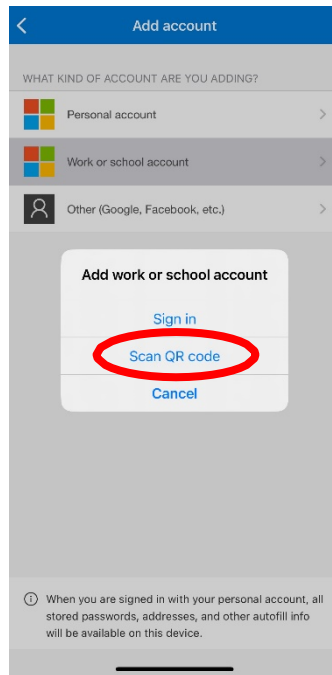 Add account
WHAT KIND OF ACCOUNT ARE YOU ADDING?
Personal account
Work or school account
Other (Google, Facebook, etc.)
Add work or school account
Sign in
Scan QR code
Cancel
When you are signed in with your personal account, all
stored passwords, addresses, and other autofill info
will be available on this device.